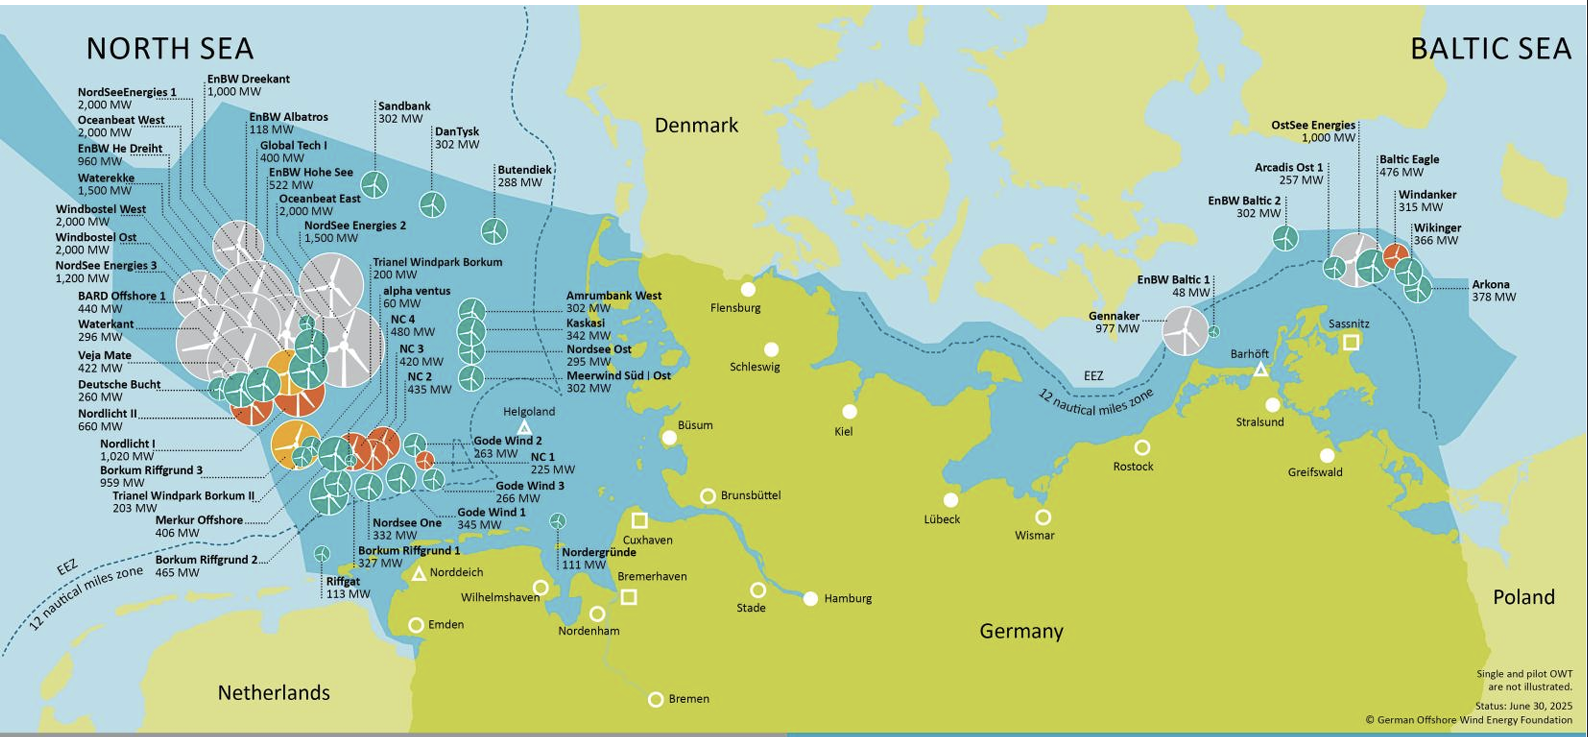 NORTH SEA
BALTIC SEA
EnBW Dreekant
1,000 MW
NordSeeEnergies 1
2,000 MW
Oceanbeat West
2,000 MW
EnBW He Dreiht
960 MW
Waterekke
1,500 MW
Windbostel West
2,000 MW
Windbostel Ost
2,000 MW
NordSee Energies 3
1,200 MW
BARD Offshore 1
440 MW
Waterkant
296 MW
Veja Mate
422 MW
Deutsche Bucht
260 MW
Nordlicht II
660 MW
Nordlicht I
1,020 MW
Borkum Riffgrund 3
959 MW
Trianel Windpark Borkum II
203 MW
Merkur Offshore
406 MW
Borkum Riffgrund 2
465 MW
EnBW Albatros
118 MW
Global Tech I
400 MW
EnBW Hohe See
522 MW
Oceanbeat East
2,000 MW
NordSee Energies 2
1,500 MW
Sandbank
302 MW
DanTysk
302 MW
Butendiek
288 MW
Trianel Windpark Borkum
200 MW
alpha ventus
60 MW
NC 4
480 MW
NC 3
420 MW
NC 2
435 MW
Amrumbank West
302 MW
Kaskasi
342 MW
Nordsee Ost
295 MW
Meerwind Süd | Ost
302 MW
Helgoland
Gode Wind 2
263 MW
NC 1
225 MW
Gode Wind 3
266 MW
Gode Wind 1
345 MW
Nordsee One
332 MW
Borkum Riffgrund 1
327 MW
Riffgat
113 MW
Nordergründe
111 MW
EEZ
12 nautical miles zone
Denmark
Flensburg
Schleswig
Büsum
Kiel
Brunsbüttel
Cuxhaven
Bremerhaven
Norddeich
Wilhelmshaven
Emden
Nordenham
Stade
Hamburg
Bremen
Lübeck
Wismar
Rostock
Germany
Netherlands
Poland
EEZ
12 nautical miles zone
OstSee Energies
1,000 MW
Arcadis Ost 1
257 MW
EnBW Baltic 2
302 MW
Baltic Eagle
476 MW
Windanker
315 MW
Wikinger
366 MW
Arkona
378 MW
EnBW Baltic 1
48 MW
Gennaker
977 MW
Sassnitz
Barhöft
Stralsund
Greifswald
Single and pilot OWT
are not illustrated.
Status: June 30, 2025
© German Offshore Wind Energy Foundation